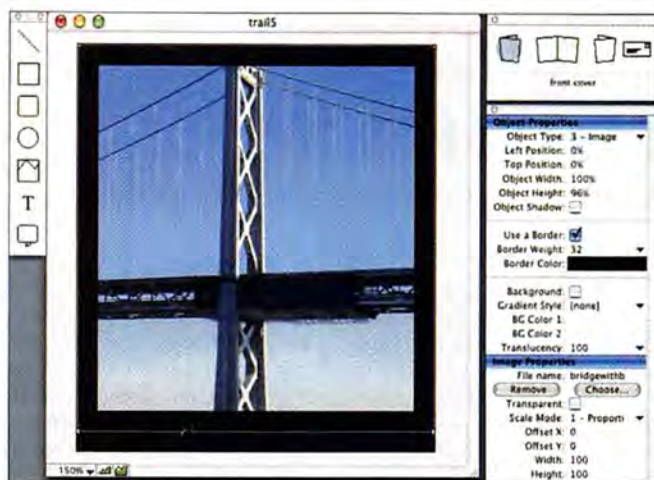 trail5
T
150%
front cover
Object Properties
Object Type: 3 - Image
Left Position: 0%
Top Position: 0%
Object Width: 100%
Object Height: 96%
Object Shadow:
Use a Border:
Border Weight: 32
Border Color:
Background:
Gradient Style: (none)
BG Color 1:
BG Color 2
Translucency: 100
Image Properties
File name: bridgewithb
Remove Choose...
Transparent:
Scale Mode: 1 - Proporti
Offset X: 0
Offset Y: 0
Width: 100
Height: 100